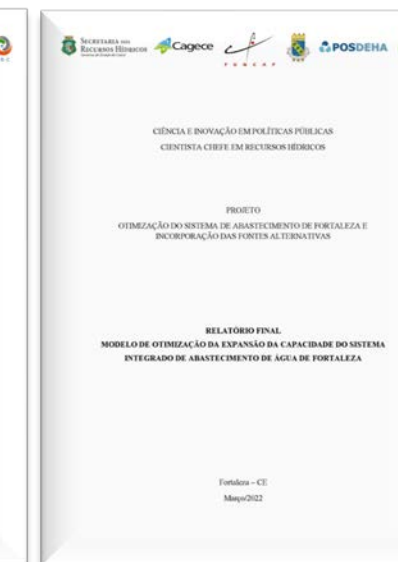 SECRETARIA DOS
RECURSOS HÍDRICOS
Cagece
FUNCAP
POSDEHA
CIÊNCIA E INOVAÇÃO EM POLÍTICAS PÚBLICAS
CIENTISTA CHEFE EM RECURSOS HÍDRICOS
PROJETO
OTIMIZAÇÃO DO SISTEMA DE ABASTECIMENTO DE FORTALEZA E
INCORPORAÇÃO DAS FONTES ALTERNATIVAS
RELATÓRIO FINAL
MODELO DE OTIMIZAÇÃO DA EXPANSÃO DA CAPACIDADE DO SISTEMA
INTEGRADO DE ABASTECIMENTO DE ÁGUA DE FORTALEZA
Fortaleza – CE
Março/2022